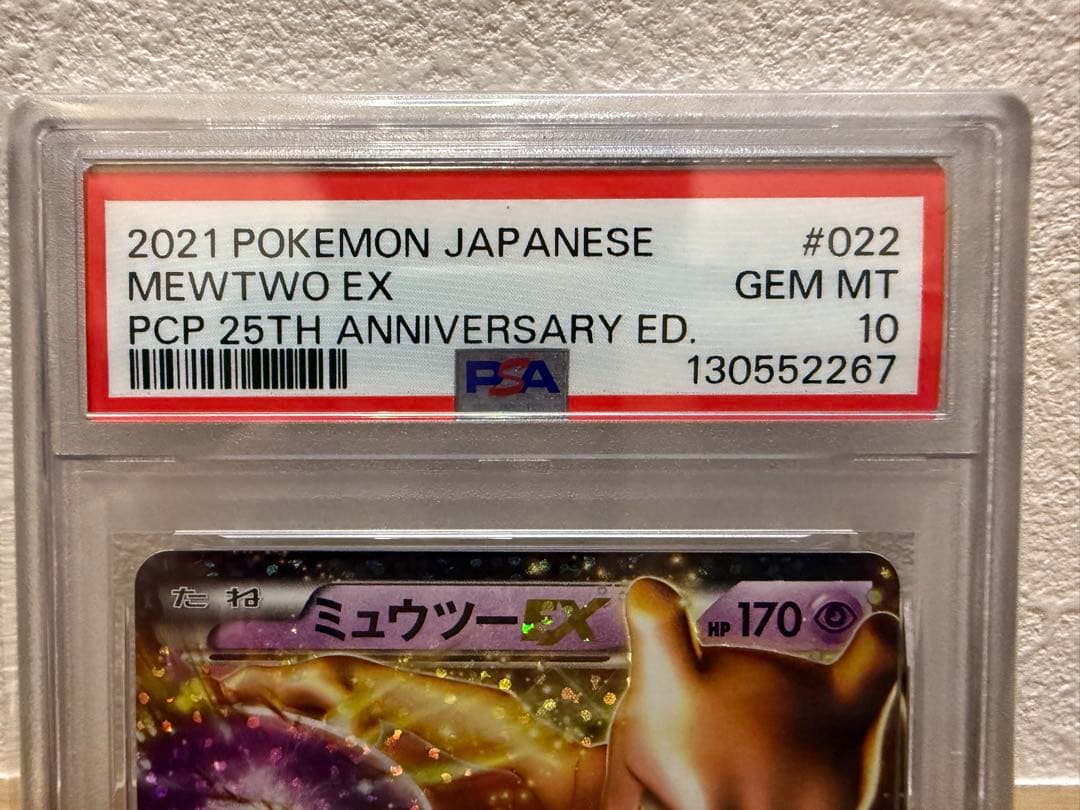 2021 POKEMON JAPANESE #022
MEWTWO EX GEM MT
PCP 25TH ANNIVERSARY ED. 10
PSA 130552267
たね ミュウツーEX HP 170